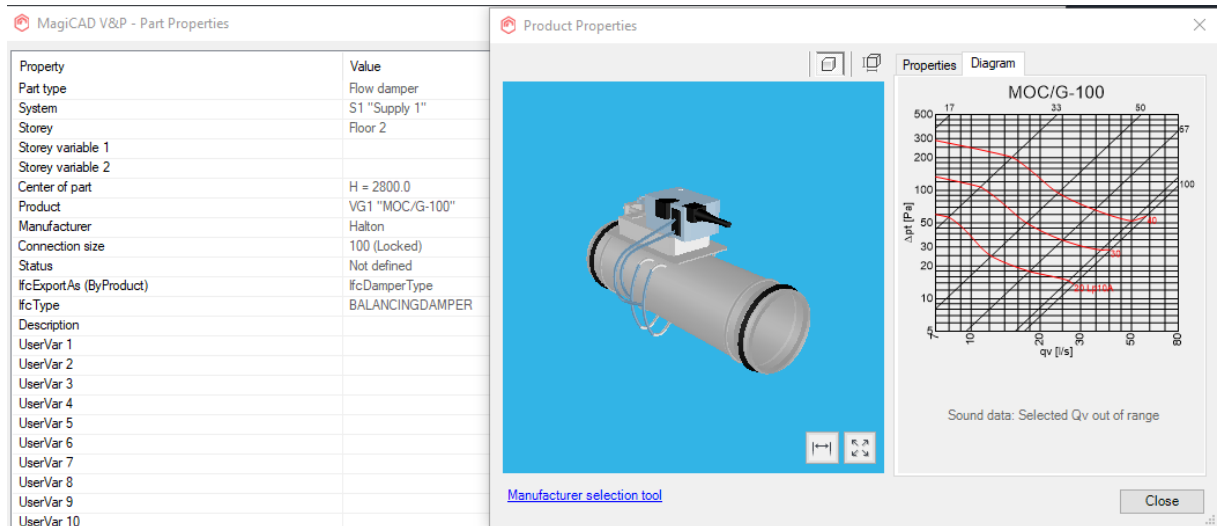 MagiCAD V&P - Part Properties
Property Value
Part type Flow damper
System S1 "Supply 1"
Storey Floor 2
Storey variable 1
Storey variable 2
Center of part H = 2800.0
Product VG1 "MOC/G-100"
Manufacturer Halton
Connection size 100 (Locked)
Status Not defined
IfcExportAs (ByProduct) IfcDamperType
IfcType BALANCINGDAMPER
Description
UserVar 1
UserVar 2
UserVar 3
UserVar 4
UserVar 5
UserVar 6
UserVar 7
UserVar 8
UserVar 9
UserVar 10
Product Properties
Properties Diagram
MOC/G-100
17 33 50
67
100
500
300
200
100
50
30
20
10
5
Δpt [Pa]
40
30
20 Lp10A
7 10 20 30 50 80
qv [l/s]
Sound data: Selected Qv out of range
Manufacturer selection tool
Close